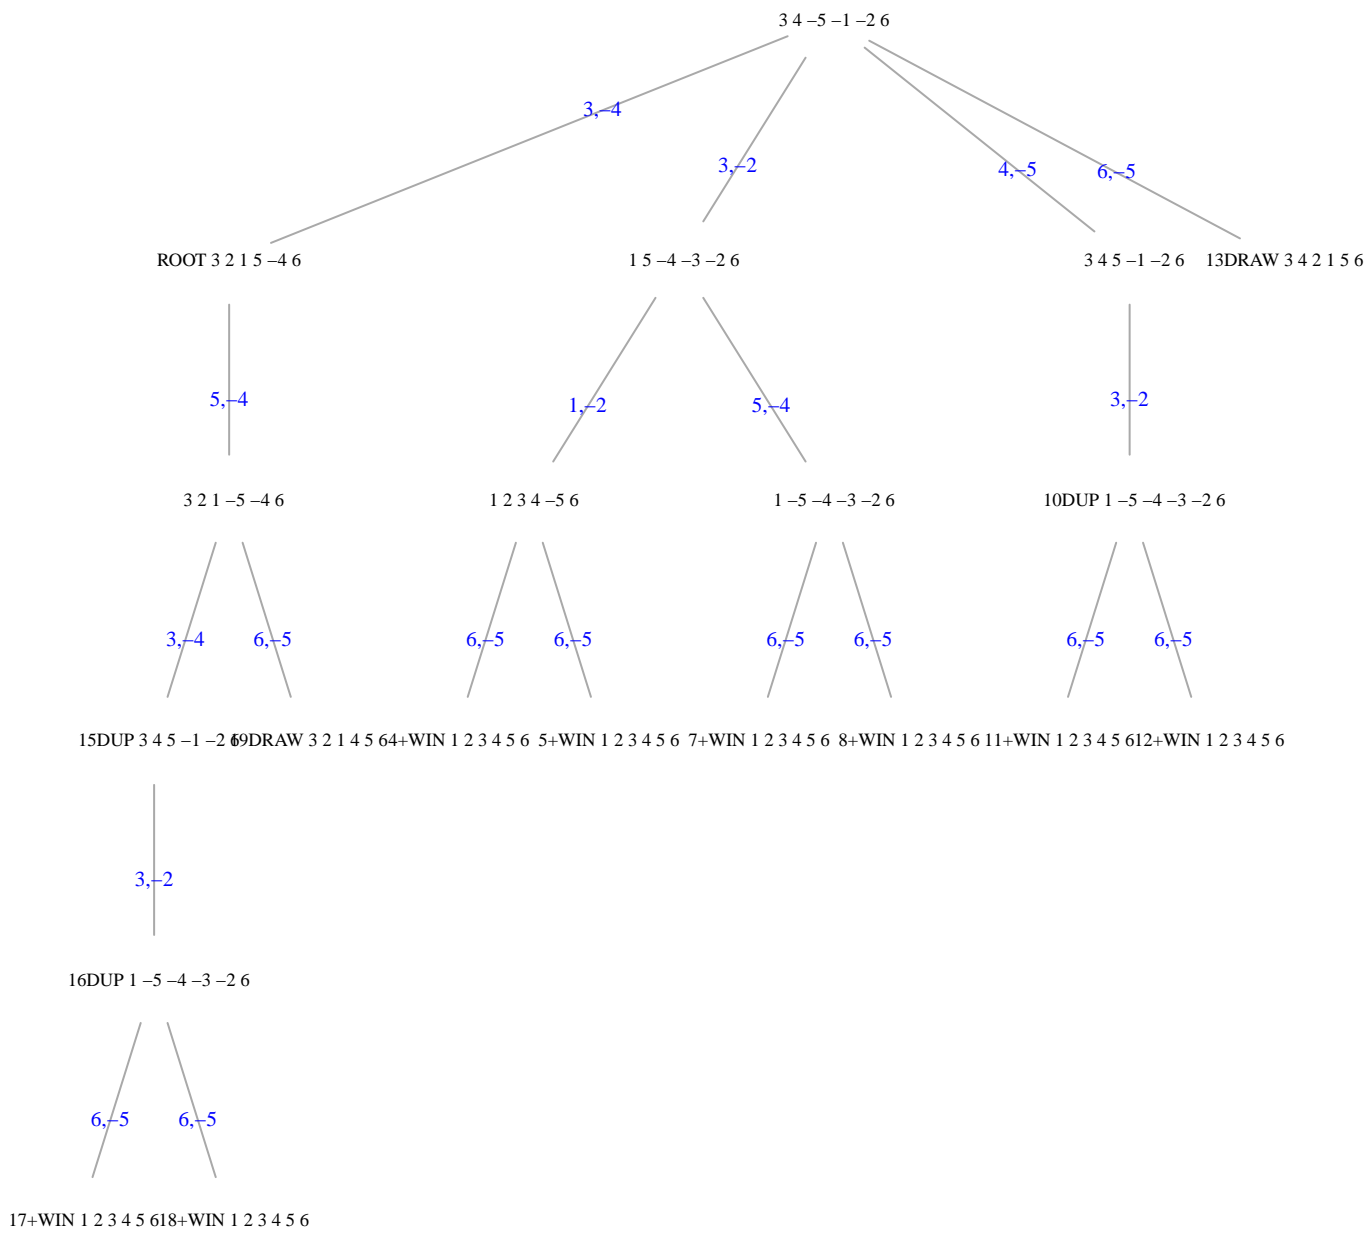 3 4 –5 –1 –2 6
3,–4
3,–2
4,–5
6,–5
ROOT 3 2 1 5 –4 6
1 5 –4 –3 –2 6
3 4 5 –1 –2 6
13DRAW 3 4 2 1 5 6
5,–4
1,–2
5,–4
3,–2
3 2 1 –5 –4 6
1 2 3 4 –5 6
1 –5 –4 –3 –2 6
10DUP 1 –5 –4 –3 –2 6
3,–4
6,–5
6,–5
6,–5
6,–5
6,–5
6,–5
6,–5
15DUP 3 4 5 –1 –2 6
19DRAW 3 2 1 4 5 6
4+WIN 1 2 3 4 5 6
5+WIN 1 2 3 4 5 6
7+WIN 1 2 3 4 5 6
8+WIN 1 2 3 4 5 6
11+WIN 1 2 3 4 5 6
12+WIN 1 2 3 4 5 6
3,–2
16DUP 1 –5 –4 –3 –2 6
6,–5
6,–5
17+WIN 1 2 3 4 5 6
18+WIN 1 2 3 4 5 6